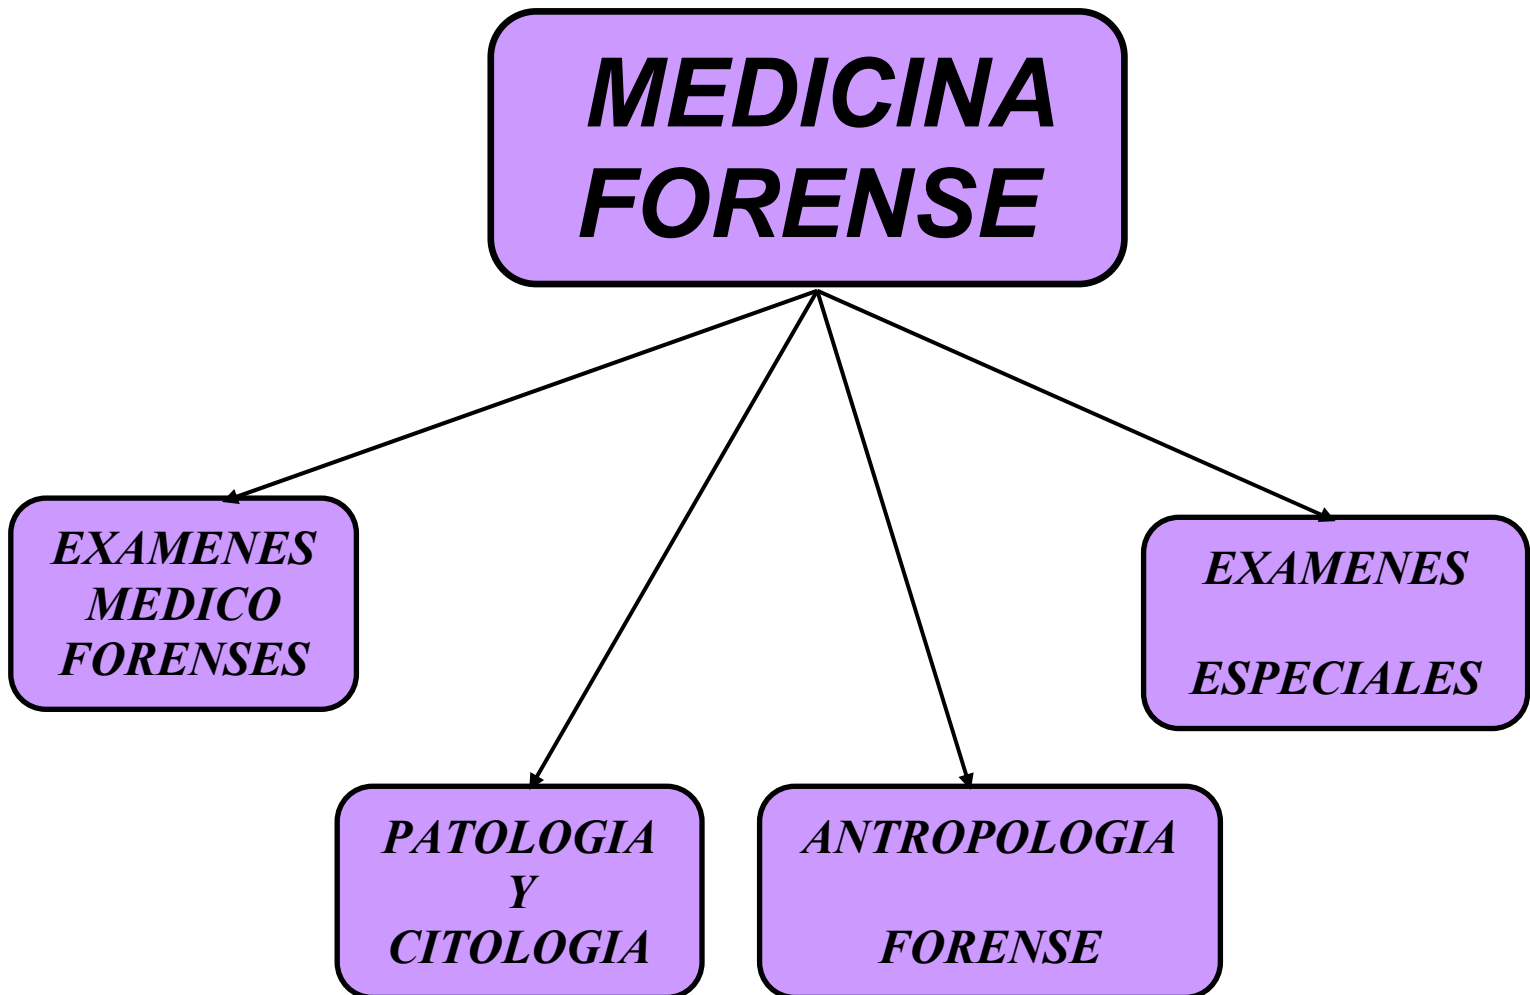 MEDICINA
FORENSE
EXAMENES
MEDICO
FORENSES
EXAMENES
ESPECIALES
PATOLOGIA
Y
CITOLOGIA
ANTROPOLOGIA
FORENSE